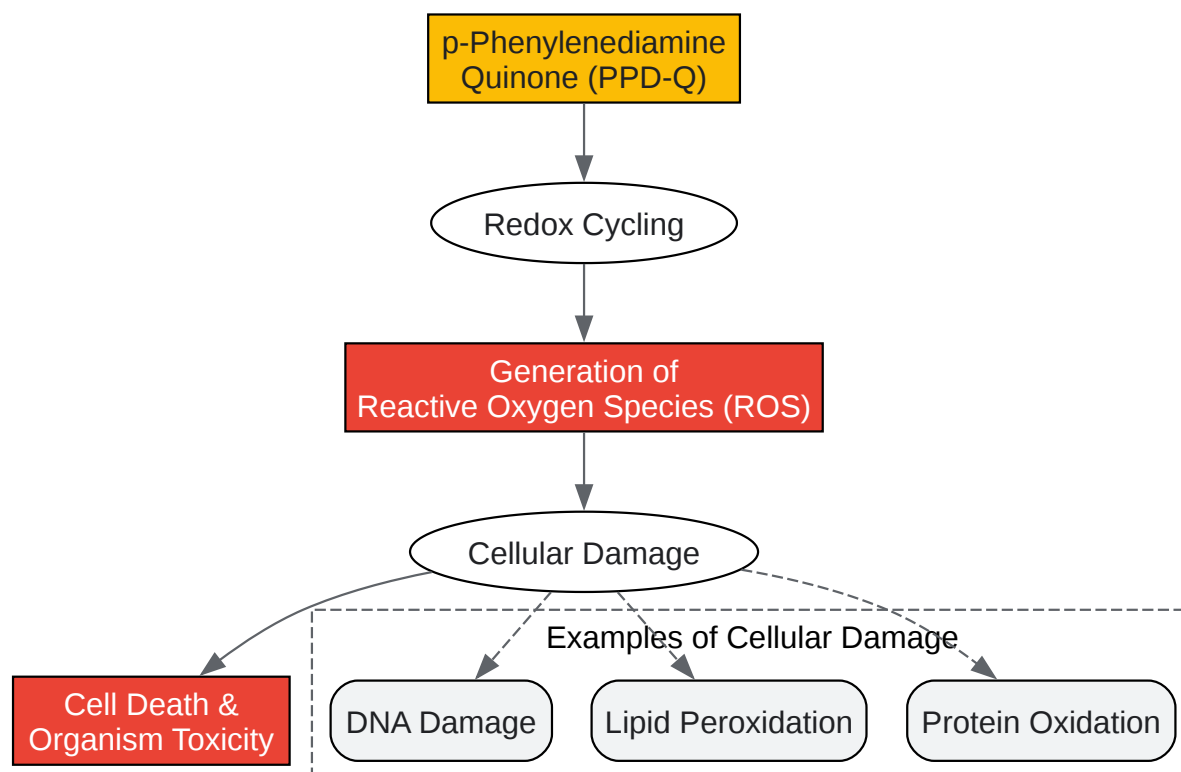 p-Phenylenediamine
Quinone (PPD-Q)
Redox Cycling
Generation of
Reactive Oxygen Species (ROS)
Cellular Damage
Examples of Cellular Damage
Cell Death &
Organism Toxicity
DNA Damage
Lipid Peroxidation
Protein Oxidation